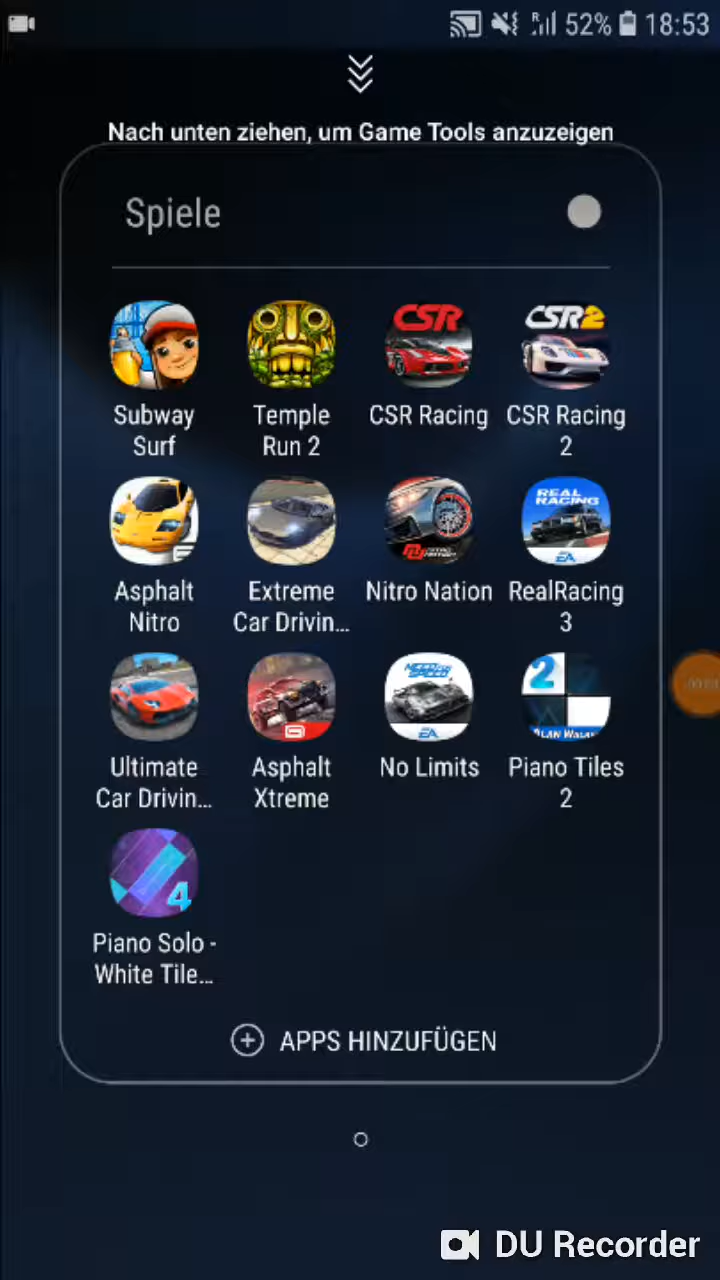 52% 18:53
Nach unten ziehen, um Game Tools anzuzeigen
Spiele
CSR
CSR2
Subway
Surf
Temple
Run 2
CSR Racing
CSR Racing
2
REAL
RACING
EA
Asphalt
Nitro
Extreme
Car Drivin...
Nitro Nation
RealRacing
3
EA
2
Ultimate
Car Drivin...
Asphalt
Xtreme
No Limits
Piano Tiles
2
4
Piano Solo -
White Tile...
APPS HINZUFÜGEN
DU Recorder